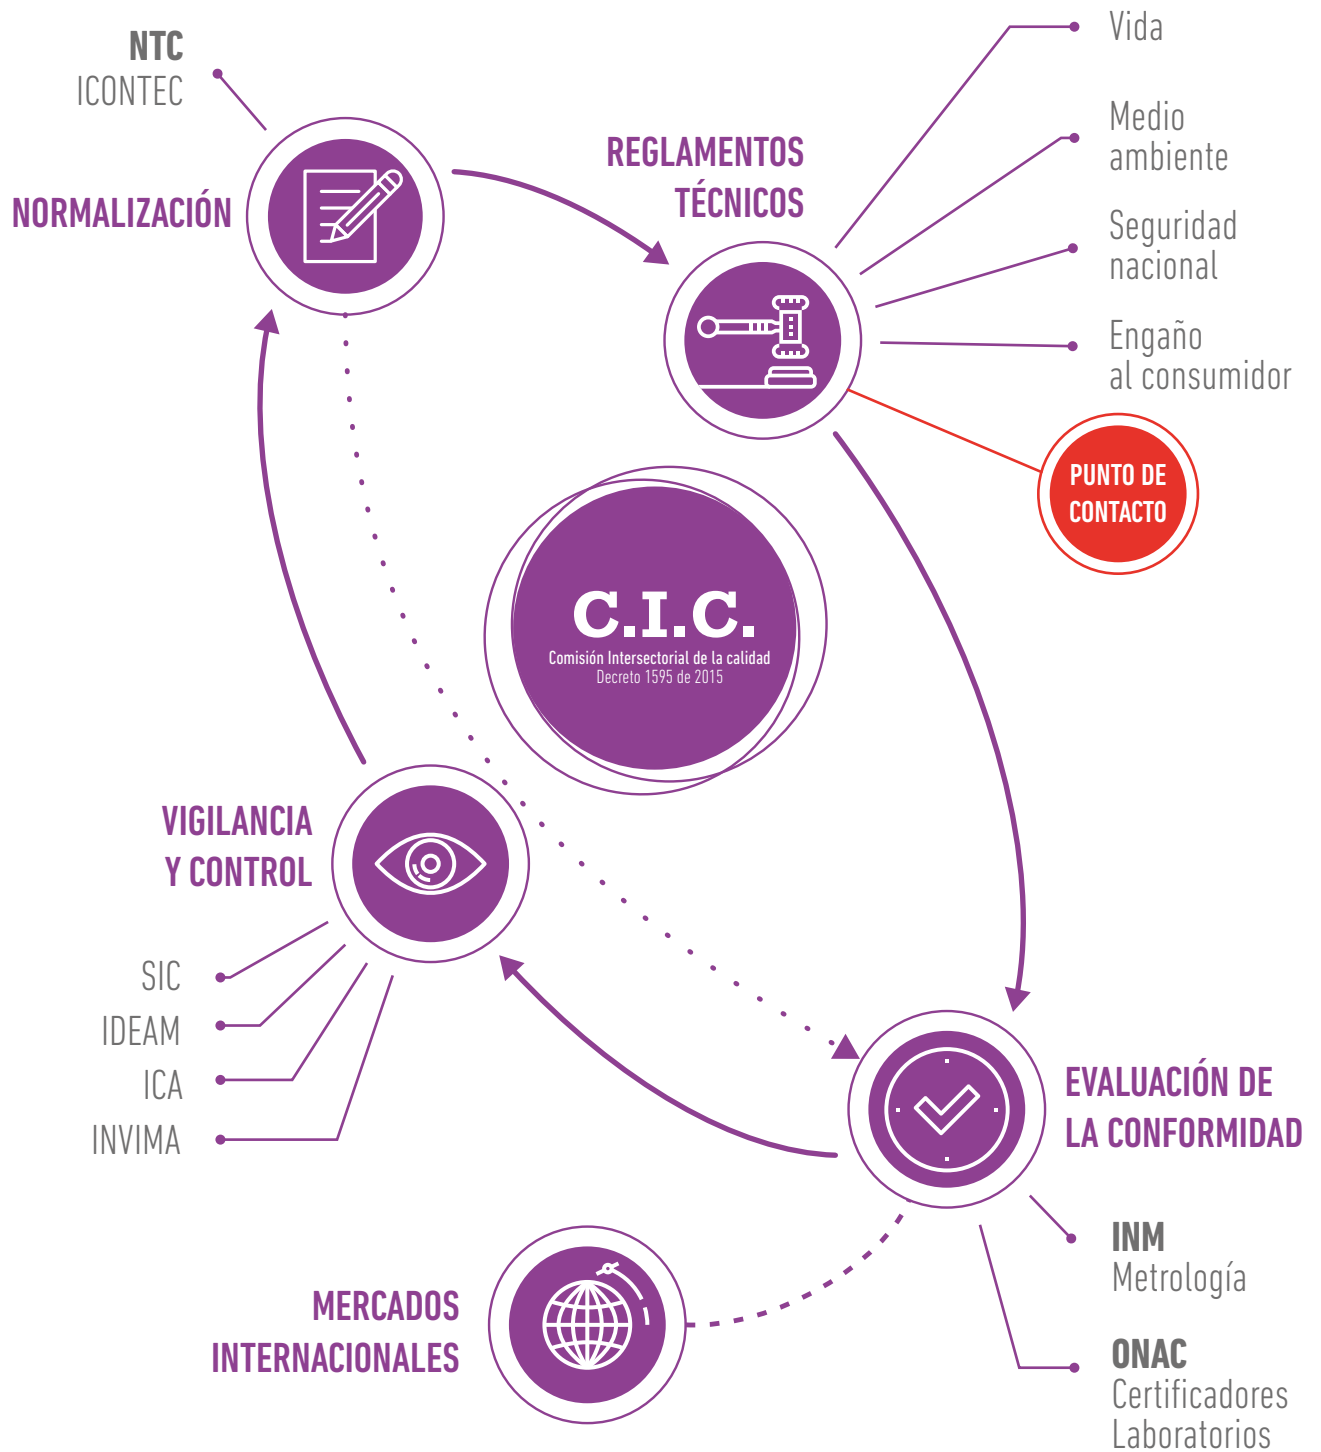 NTC
ICONTEC
NORMALIZACIÓN
REGLAMENTOS
TÉCNICOS
Vida
Medio
ambiente
Seguridad
nacional
Engaño
al consumidor
PUNTO DE
CONTACTO
C.I.C.
Comisión Intersectorial de la calidad
Decreto 1595 de 2015
VIGILANCIA
Y CONTROL
SIC
IDEAM
ICA
INVIMA
EVALUACIÓN DE
LA CONFORMIDAD
INM
Metrología
ONAC
Certificadores
Laboratorios
MERCADOS
INTERNACIONALES